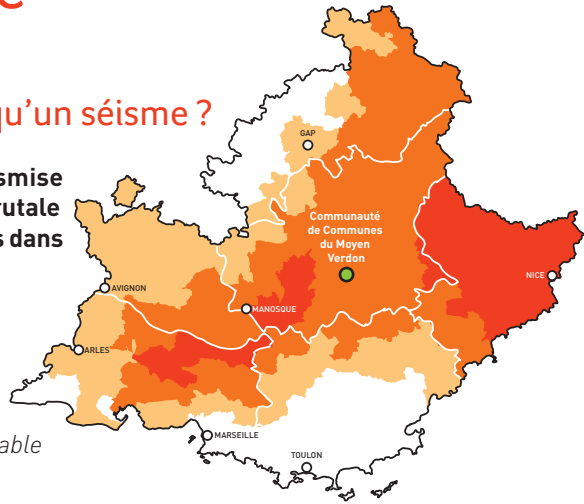 qu'un séisme ?
smise
rutale
s dans
GAP
Communauté
de Communes
du Moyen
Verdon
NICE
AVIGNON
MANOSQUE
ARLES
MARSEILLE
able
TOULON